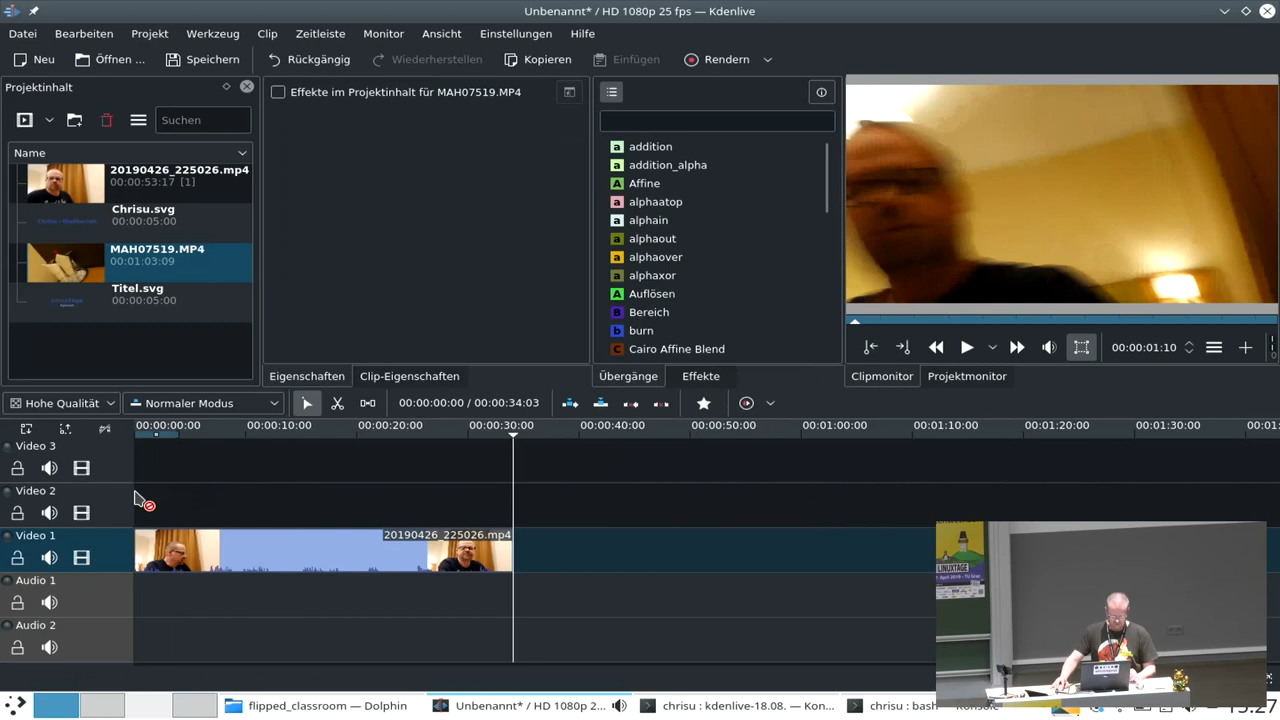 Unbenannt* / HD 1080p 25 fps — Kdenlive
Datei Bearbeiten Projekt Werkzeug Clip Zeitleiste Monitor Ansicht Einstellungen Hilfe
Neu Öffnen ... Speichern Rückgängig Wiederherstellen Kopieren Einfügen Rendern
Projektinhalt
Effekte im Projektinhalt für MAH07519.MP4
Suchen
Name
20190426_225026.mp4
00:00:53:17 [1]
Chrisu.svg
00:00:05:00
MAH07519.MP4
00:01:03:09
Titel.svg
00:00:05:00
addition
addition_alpha
Affine
alphaatop
alphain
alphaout
alphaover
alphaxor
Auflösen
Bereich
burn
Cairo Affine Blend
00:00:01:10
Eigenschaften Clip-Eigenschaften Übergänge Effekte Clipmonitor Projektmonitor
Hohe Qualität Normaler Modus 00:00:00:00 / 00:00:34:03
00:00:00:00 00:00:10:00 00:00:20:00 00:00:30:00 00:00:40:00 00:00:50:00 00:01:00:00 00:01:10:00 00:01:20:00 00:01:30:00
Video 3
Video 2
Video 1
20190426_225026.mp4
Audio 1
Audio 2
LINUXTAGE
flipped_classroom — Dolphin Unbenannt* / HD 1080p 2... chrisu : kdenlive-18.08. — Kon... chrisu : bash
15:27